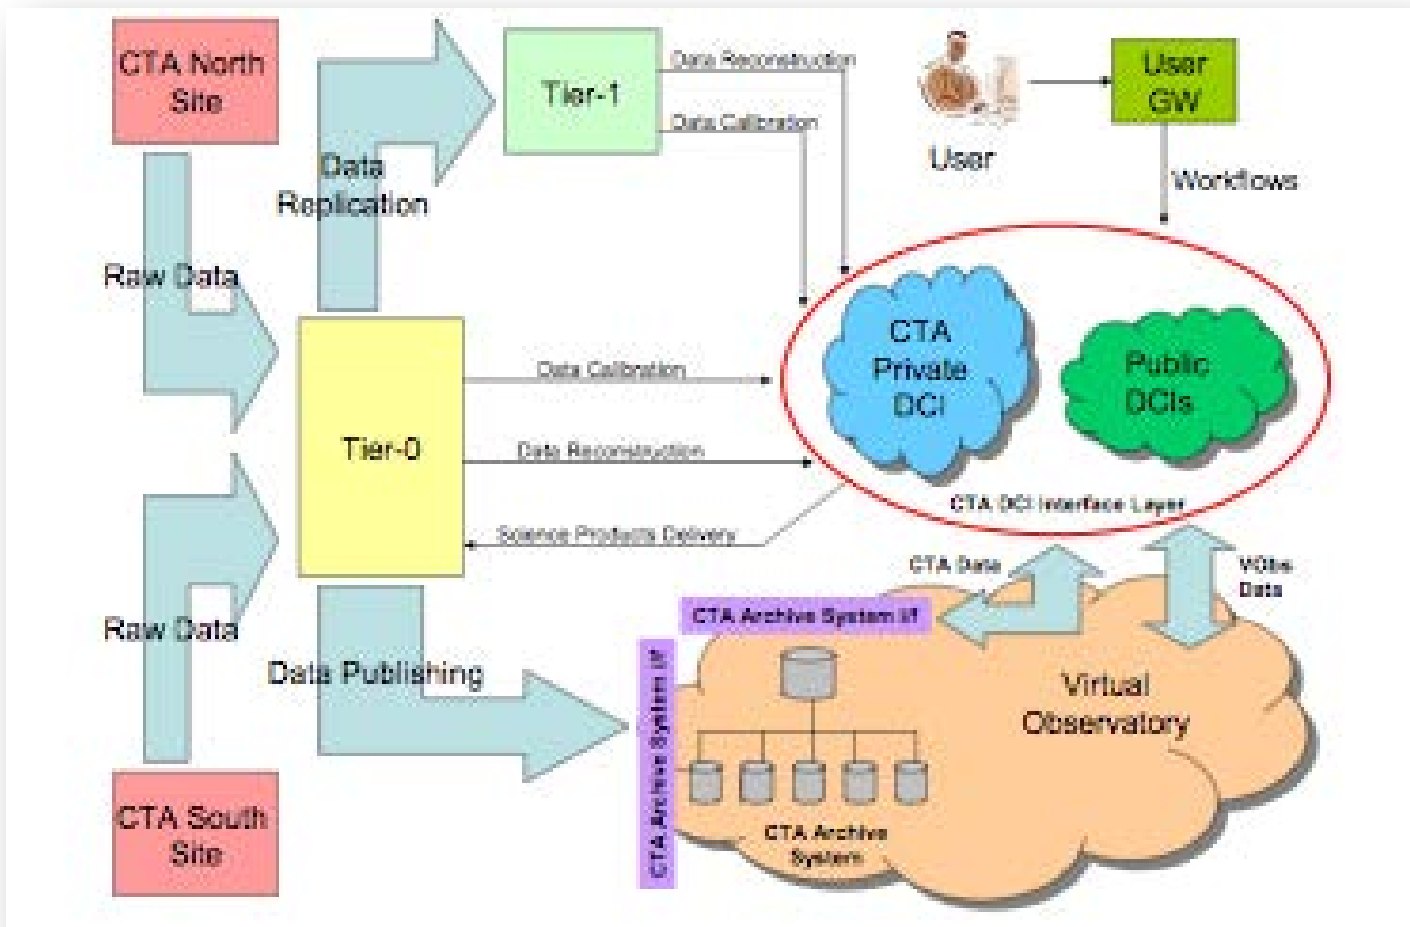 CTA North
Site
Tier-1
Data Reconstruction
Data Calibration
User
User
GW
Workflows
Data
Replication
Raw Data
CTA
Private
DCI
Public
DCIs
CTA DCI Interface Layer
Tier-0
Data Calibration
Data Reconstruction
Science Products Delivery
CTA Data
VObs
Data
CTA Archive System I/f
CTA Archive System I/f
Raw Data
Data Publishing
Virtual
Observatory
CTA South
Site
CTA Archive
System